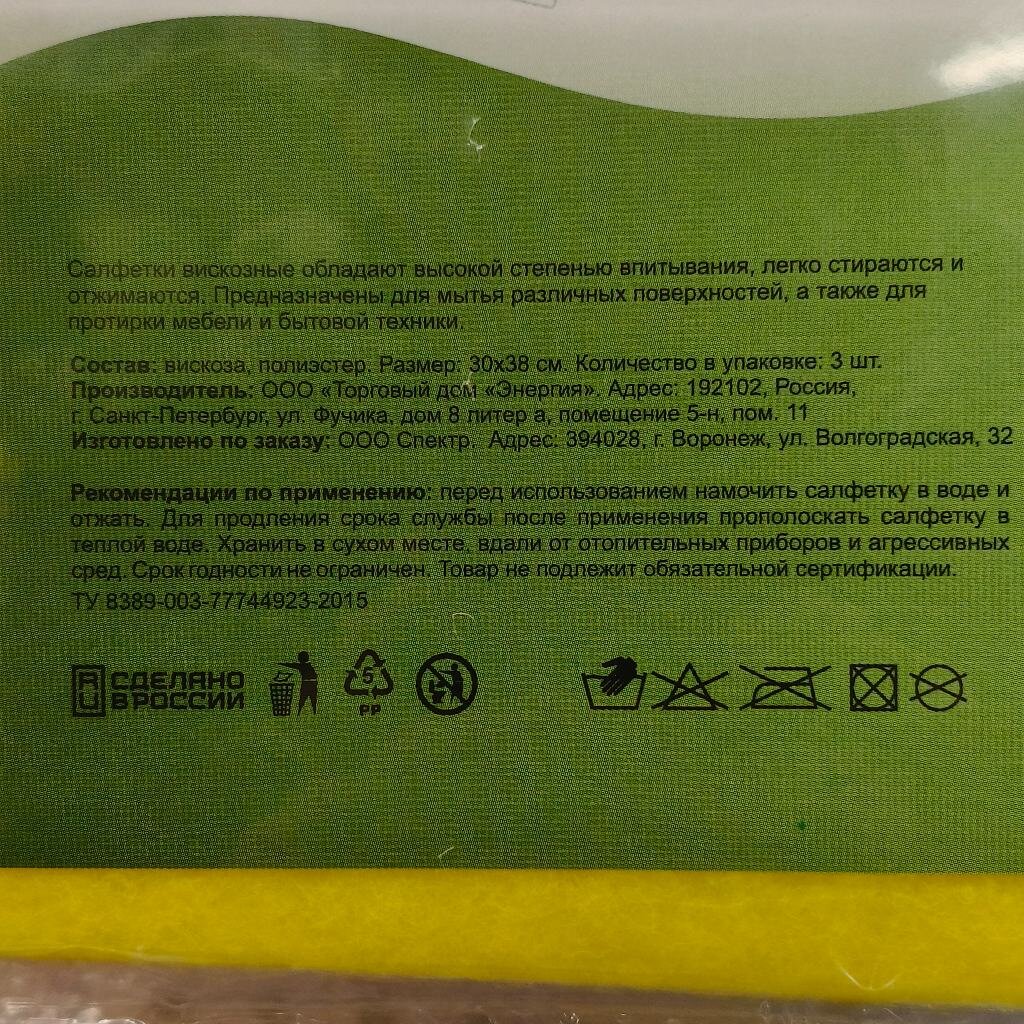 Салфетки вискозные обладают высокой степенью впитывания, легко стираются и
отжимаются. Предназначены для мытья различных поверхностей, а также для
протирки мебели и бытовой техники.
Состав: вискоза, полиэстер. Размер: 30х38 см. Количество в упаковке: 3 шт.
Производитель: ООО «Торговый дом «Энергия». Адрес: 192102, Россия,
г. Санкт-Петербург, ул. Фучика, дом 8 литер а, помещение 5-н, пом. 11
Изготовлено по заказу: ООО Спектр. Адрес: 394028, г. Воронеж, ул. Волгоградская, 32
Рекомендации по применению: перед использованием намочить салфетку в воде и
отжать. Для продления срока службы после применения прополоскать салфетку в
теплой воде. Хранить в сухом месте, вдали от отопительных приборов и агрессивных
сред. Срок годности не ограничен. Товар не подлежит обязательной сертификации.
ТУ 8389-003-77744923-2015
RU СДЕЛАНО
В РОССИИ
5
PP